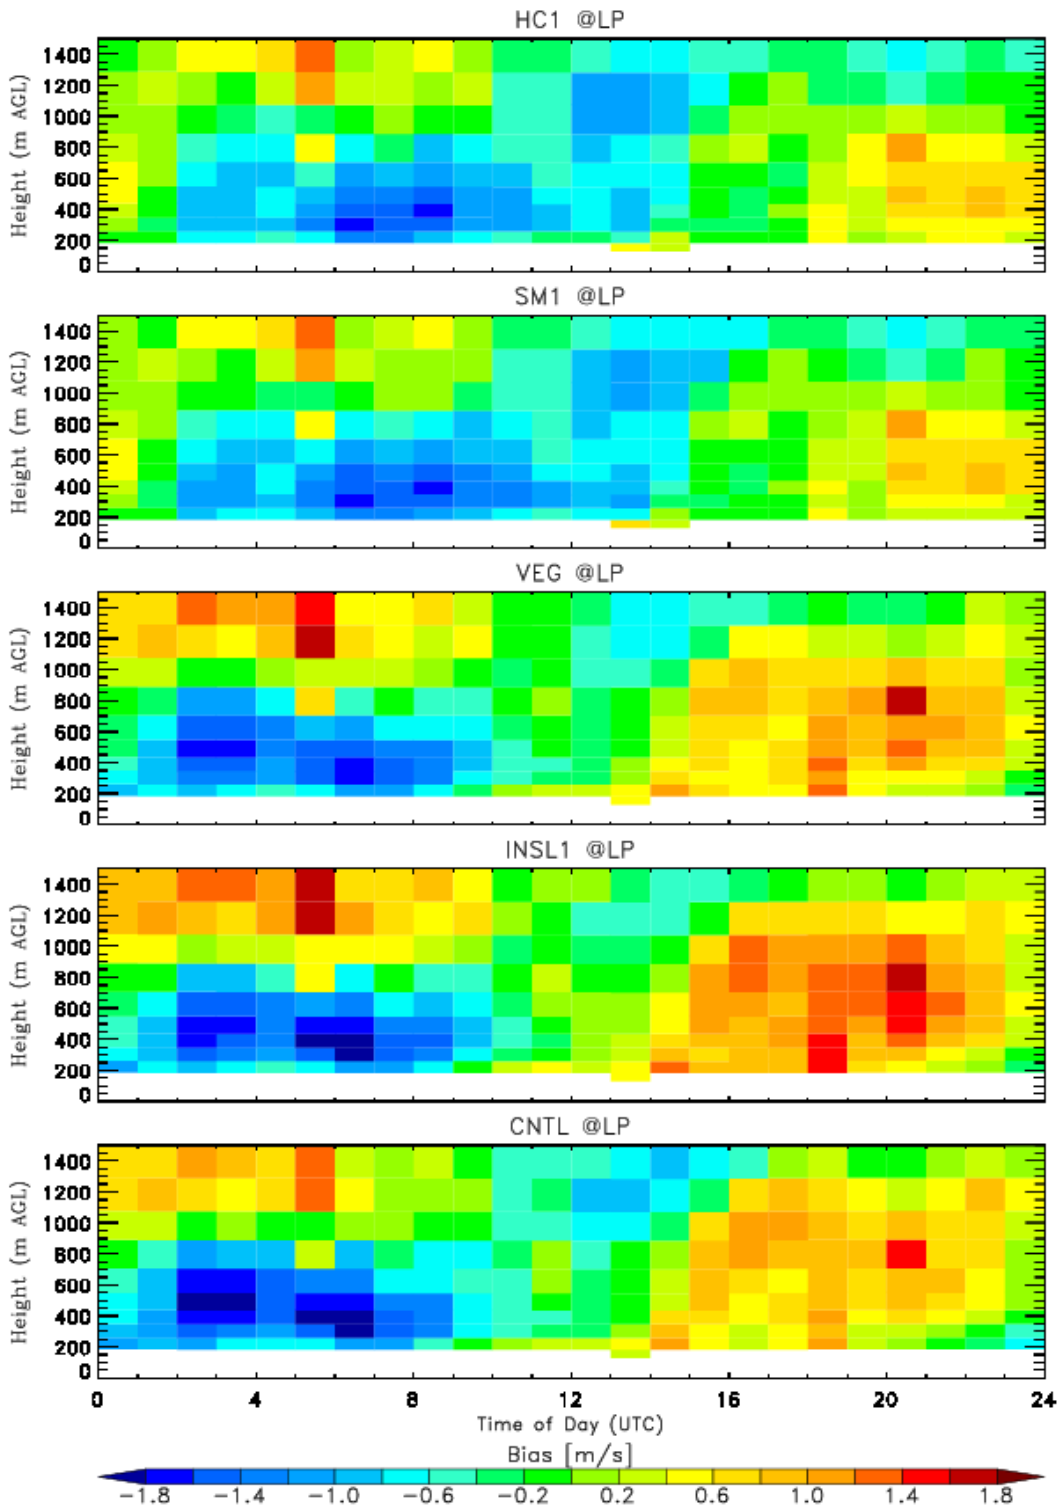 HC1 @LP
Height (m AGL)
1400
1200
1000
800
600
400
200
0
SM1 @LP
Height (m AGL)
1400
1200
1000
800
600
400
200
0
VEG @LP
Height (m AGL)
1400
1200
1000
800
600
400
200
0
INSL1 @LP
Height (m AGL)
1400
1200
1000
800
600
400
200
0
CNTL @LP
Height (m AGL)
1400
1200
1000
800
600
400
200
0
0 4 8 12 16 20 24
Time of Day (UTC)
Bias [m/s]
-1.8 -1.4 -1.0 -0.6 -0.2 0.2 0.6 1.0 1.4 1.8